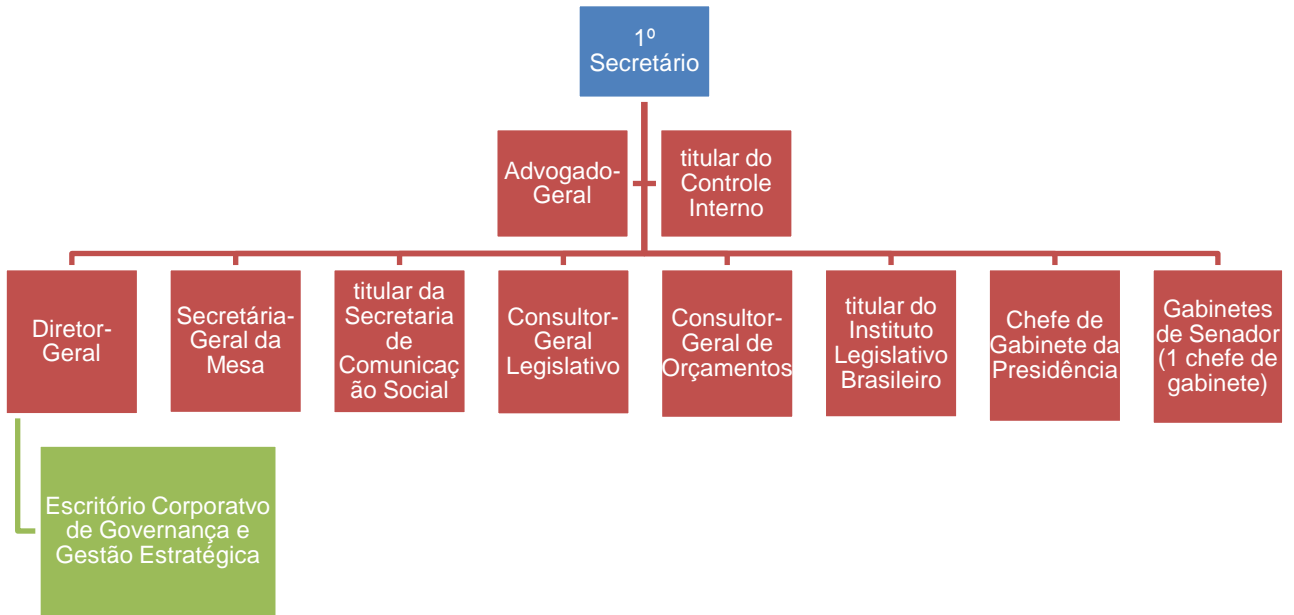 1º
Secretário
Advogado-
Geral
titular do
Controle
Interno
Diretor-
Geral
Secretária-
Geral da
Mesa
titular da
Secretaria
de
Comunicaç
ão Social
Consultor-
Geral
Legislativo
Consultor-
Geral de
Orçamentos
titular do
Instituto
Legislativo
Brasileiro
Chefe de
Gabinete da
Presidência
Gabinetes
de Senador
(1 chefe de
gabinete)
Escritório Corporatvo
de Governança e
Gestão Estratégica